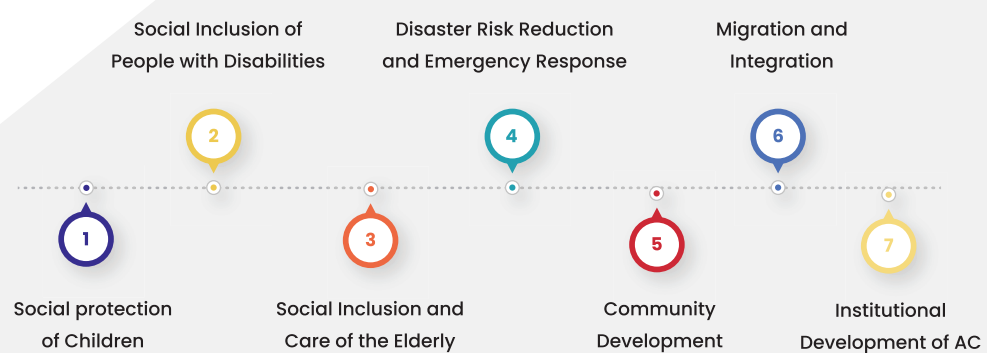 Social Inclusion of
People with Disabilities
Disaster Risk Reduction
and Emergency Response
Migration and
Integration
2
4
6
1
3
5
7
Social protection
of Children
Social Inclusion and
Care of the Elderly
Community
Development
Institutional
Development of AC